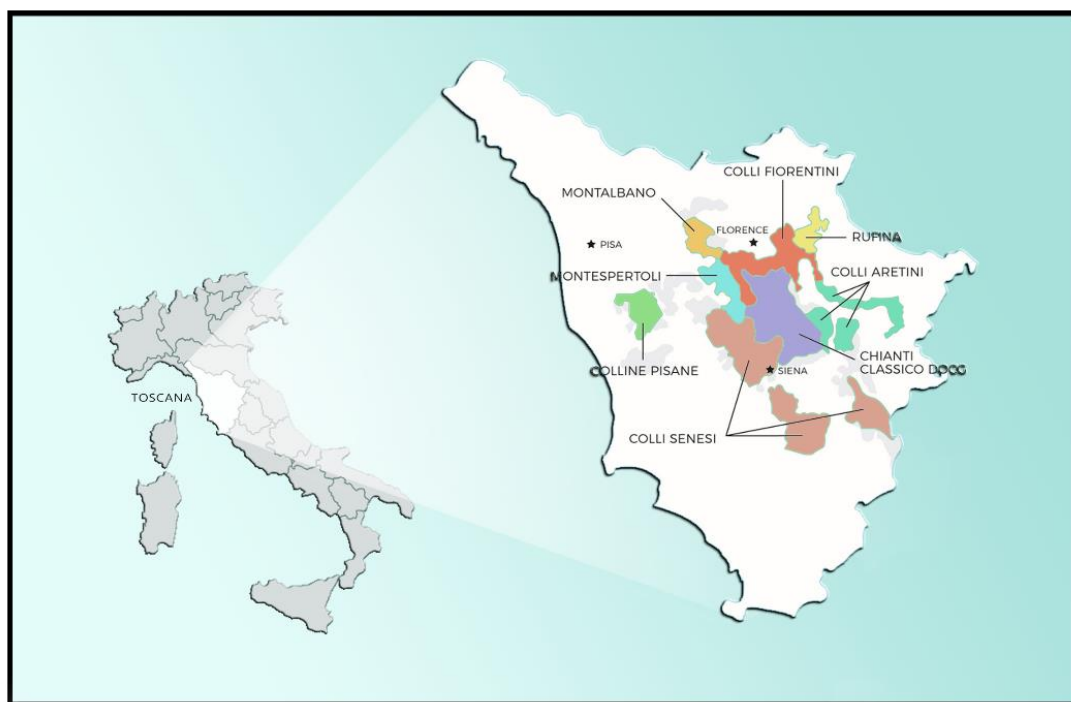 COLLI FIORENTINI
MONTALBANO
FLORENCE
PISA
RUFINA
MONTESPERTOLI
COLLI ARETINI
CHIANTI
CLASSICO DOCG
COLLINE PISANE
SIENA
TOSCANA
COLLI SENESI